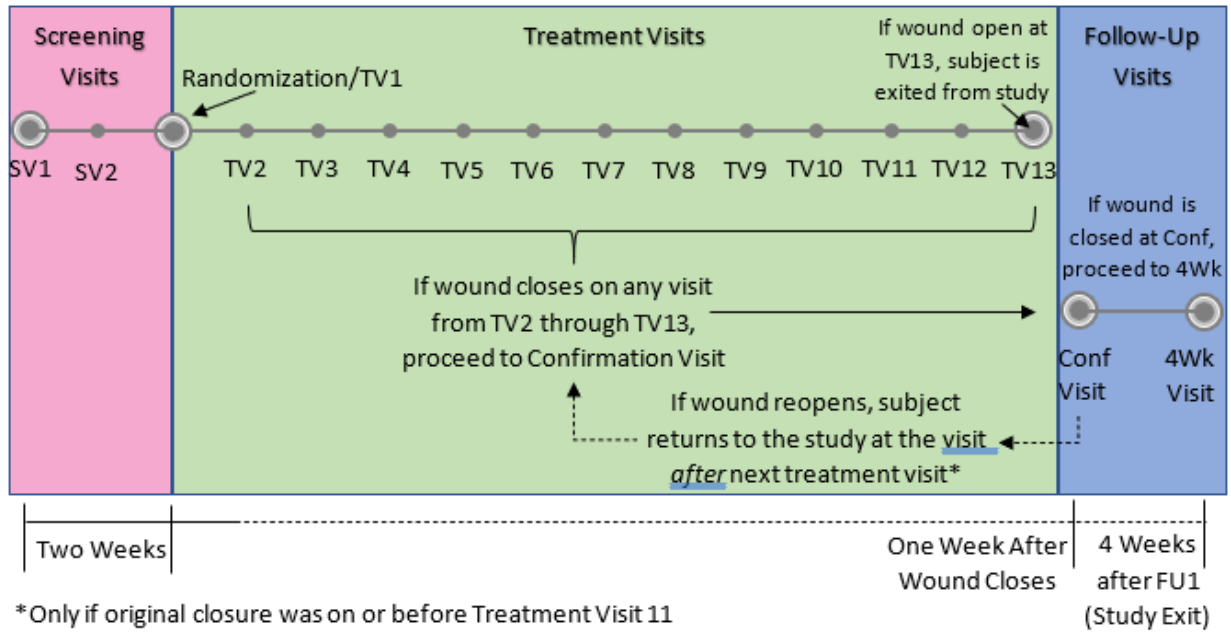 Screening
Visits
Treatment Visits
If wound open at
TV13, subject is
exited from study
Follow-Up
Visits
Randomization/TV1
SV1
SV2
TV2
TV3
TV4
TV5
TV6
TV7
TV8
TV9
TV10
TV11
TV12
TV13
If wound is
closed at Conf,
proceed to 4Wk
If wound closes on any visit
from TV2 through TV13,
proceed to Confirmation Visit
Conf
Visit
4Wk
Visit
If wound reopens, subject
returns to the study at the visit
after next treatment visit*
Two Weeks
One Week After
Wound Closes
4 Weeks
after FU1
(Study Exit)
*Only if original closure was on or before Treatment Visit 11